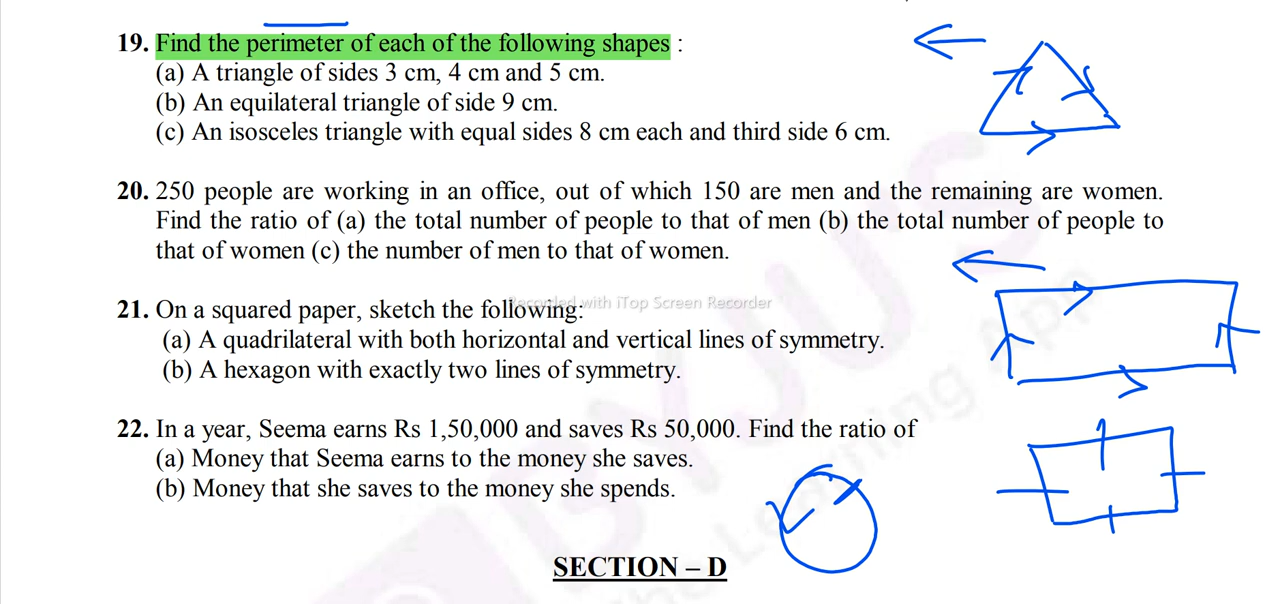 19. Find the perimeter of each of the following shapes :
(a) A triangle of sides 3 cm, 4 cm and 5 cm.
(b) An equilateral triangle of side 9 cm.
(c) An isosceles triangle with equal sides 8 cm each and third side 6 cm.
20. 250 people are working in an office, out of which 150 are men and the remaining are women.
Find the ratio of (a) the total number of people to that of men (b) the total number of people to
that of women (c) the number of men to that of women.
Recorded with iTop Screen Recorder
21. On a squared paper, sketch the following:
(a) A quadrilateral with both horizontal and vertical lines of symmetry.
(b) A hexagon with exactly two lines of symmetry.
22. In a year, Seema earns Rs 1,50,000 and saves Rs 50,000. Find the ratio of
(a) Money that Seema earns to the money she saves.
(b) Money that she saves to the money she spends.
SECTION – D
BYJU'S
The Learning App